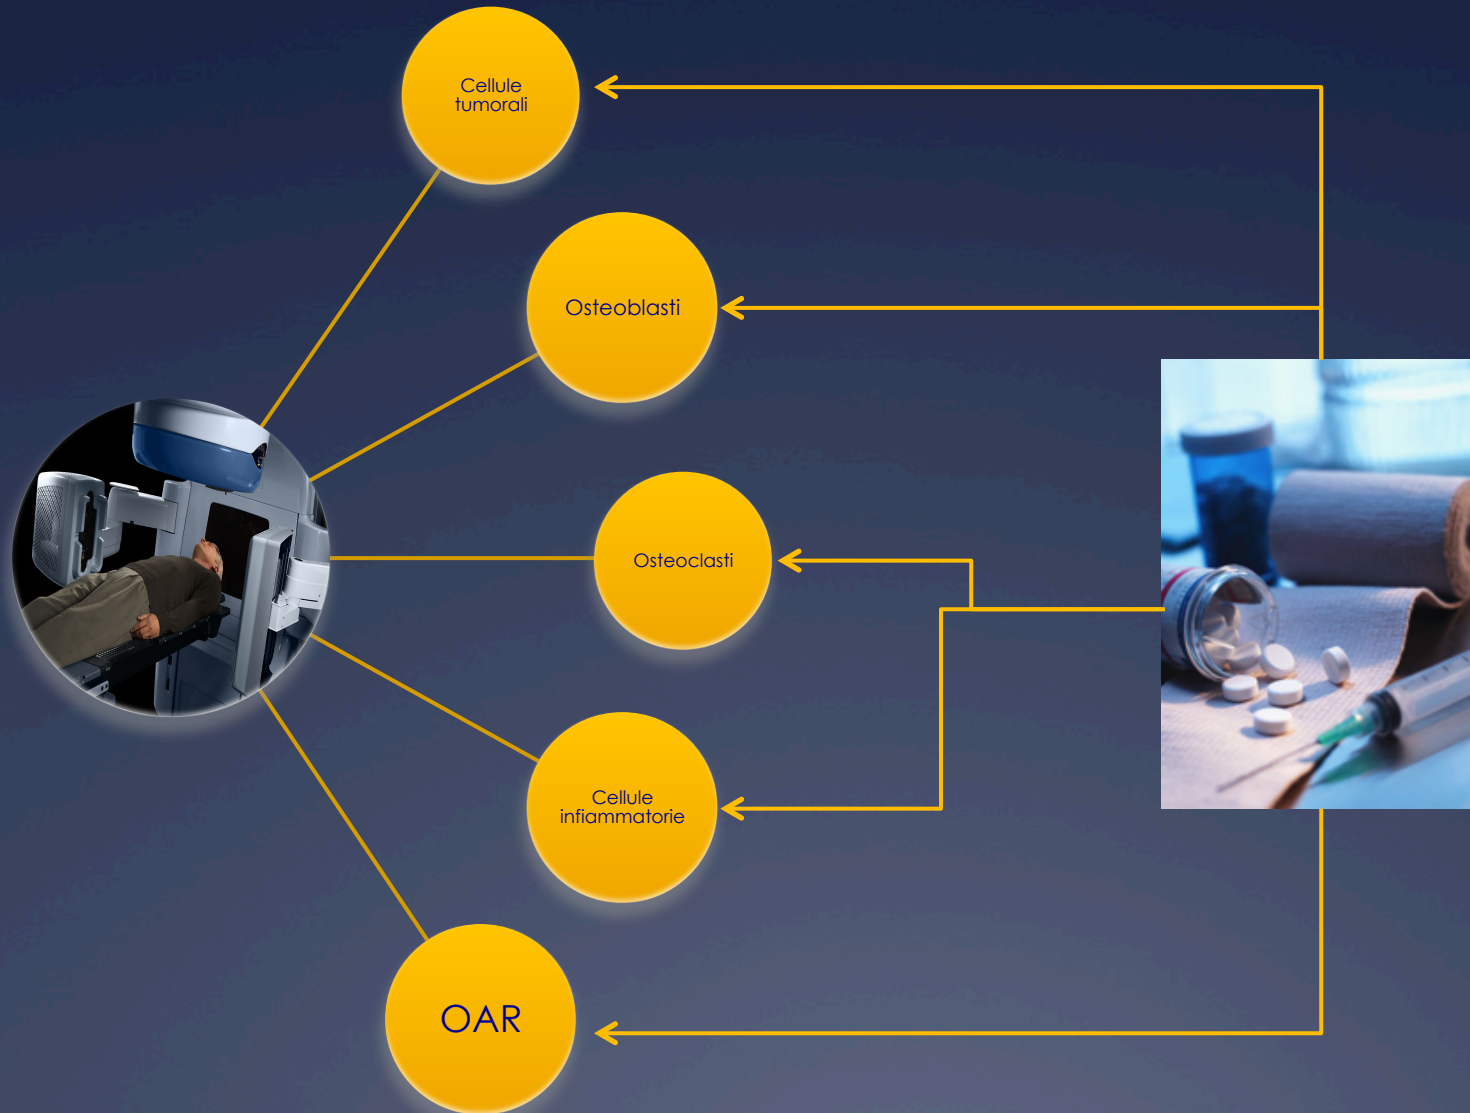 Cellule
tumorali
Osteoblasti
Osteoclasti
Cellule
infiammatorie
OAR